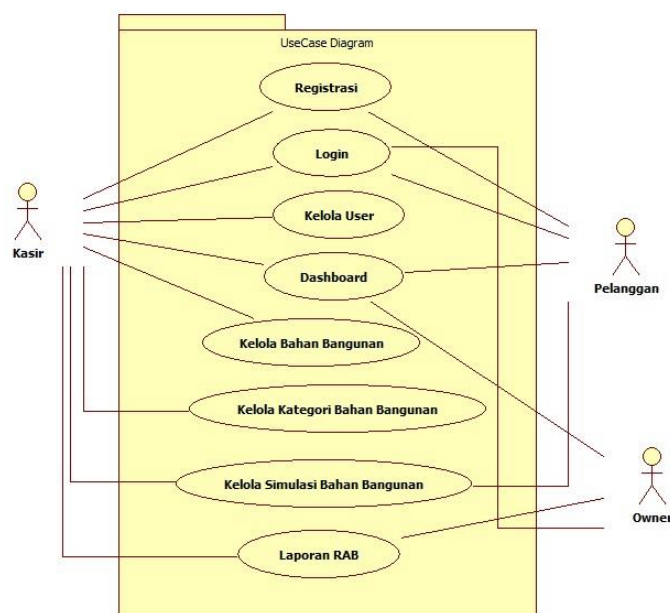 UseCase Diagram
Registrasi
Login
Kelola User
Kasir
Dashboard
Pelanggan
Kelola Bahan Bangunan
Kelola Kategori Bahan Bangunan
Kelola Simulasi Bahan Bangunan
Owner
Laporan RAB